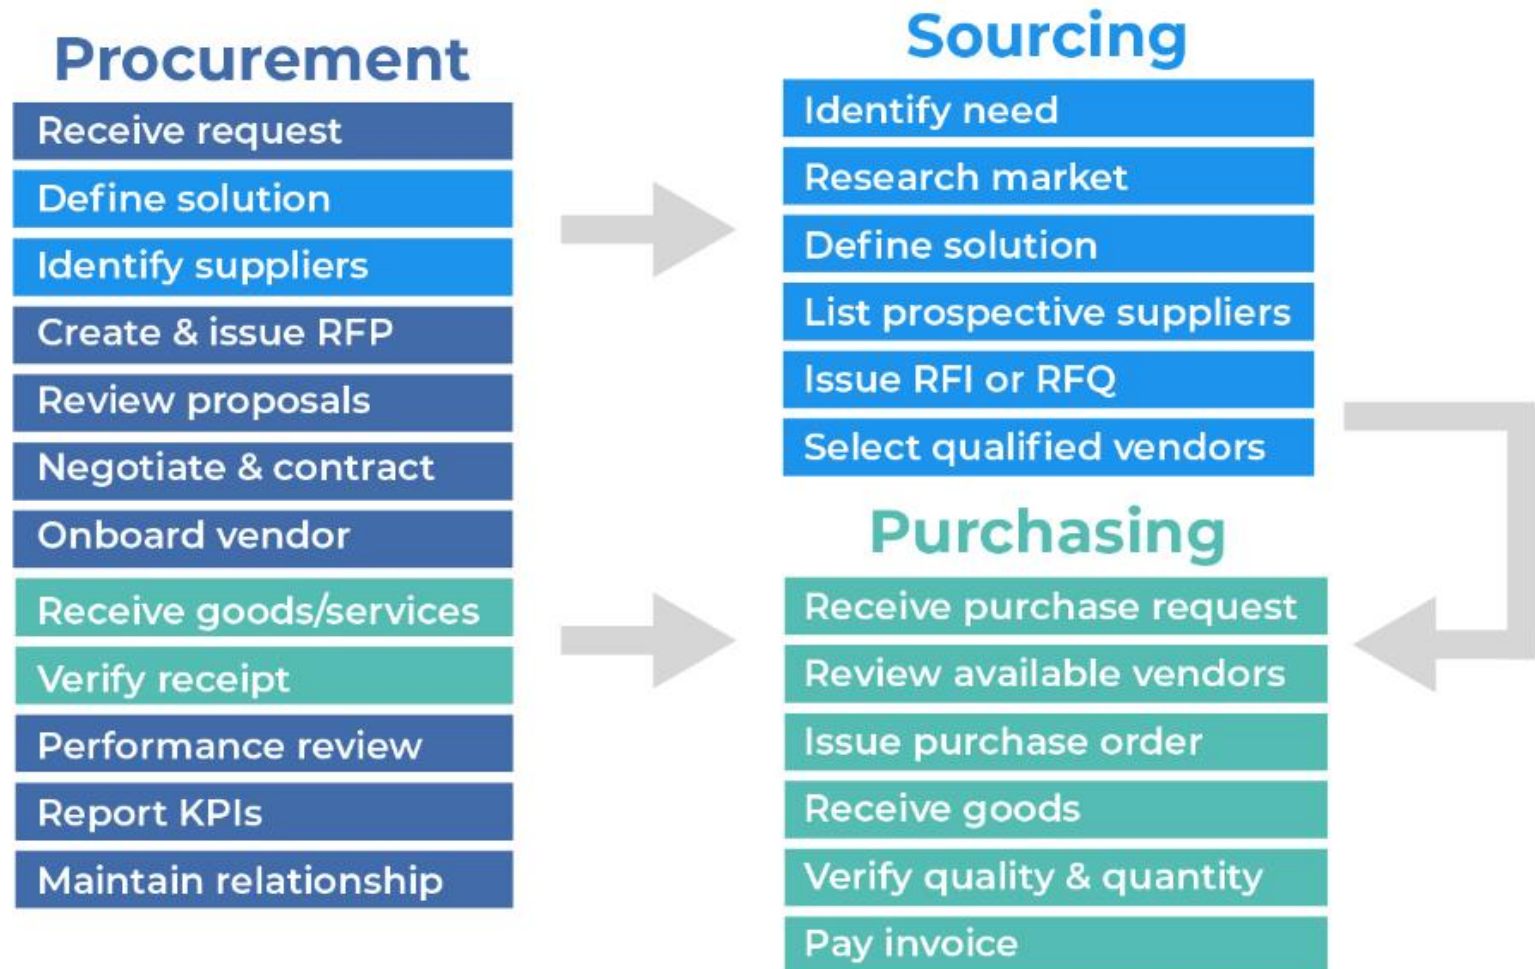 Procurement
Receive request
Define solution
Identify suppliers
Create & issue RFP
Review proposals
Negotiate & contract
Onboard vendor
Receive goods/services
Verify receipt
Performance review
Report KPIs
Maintain relationship
Sourcing
Identify need
Research market
Define solution
List prospective suppliers
Issue RFI or RFQ
Select qualified vendors
Purchasing
Receive purchase request
Review available vendors
Issue purchase order
Receive goods
Verify quality & quantity
Pay invoice